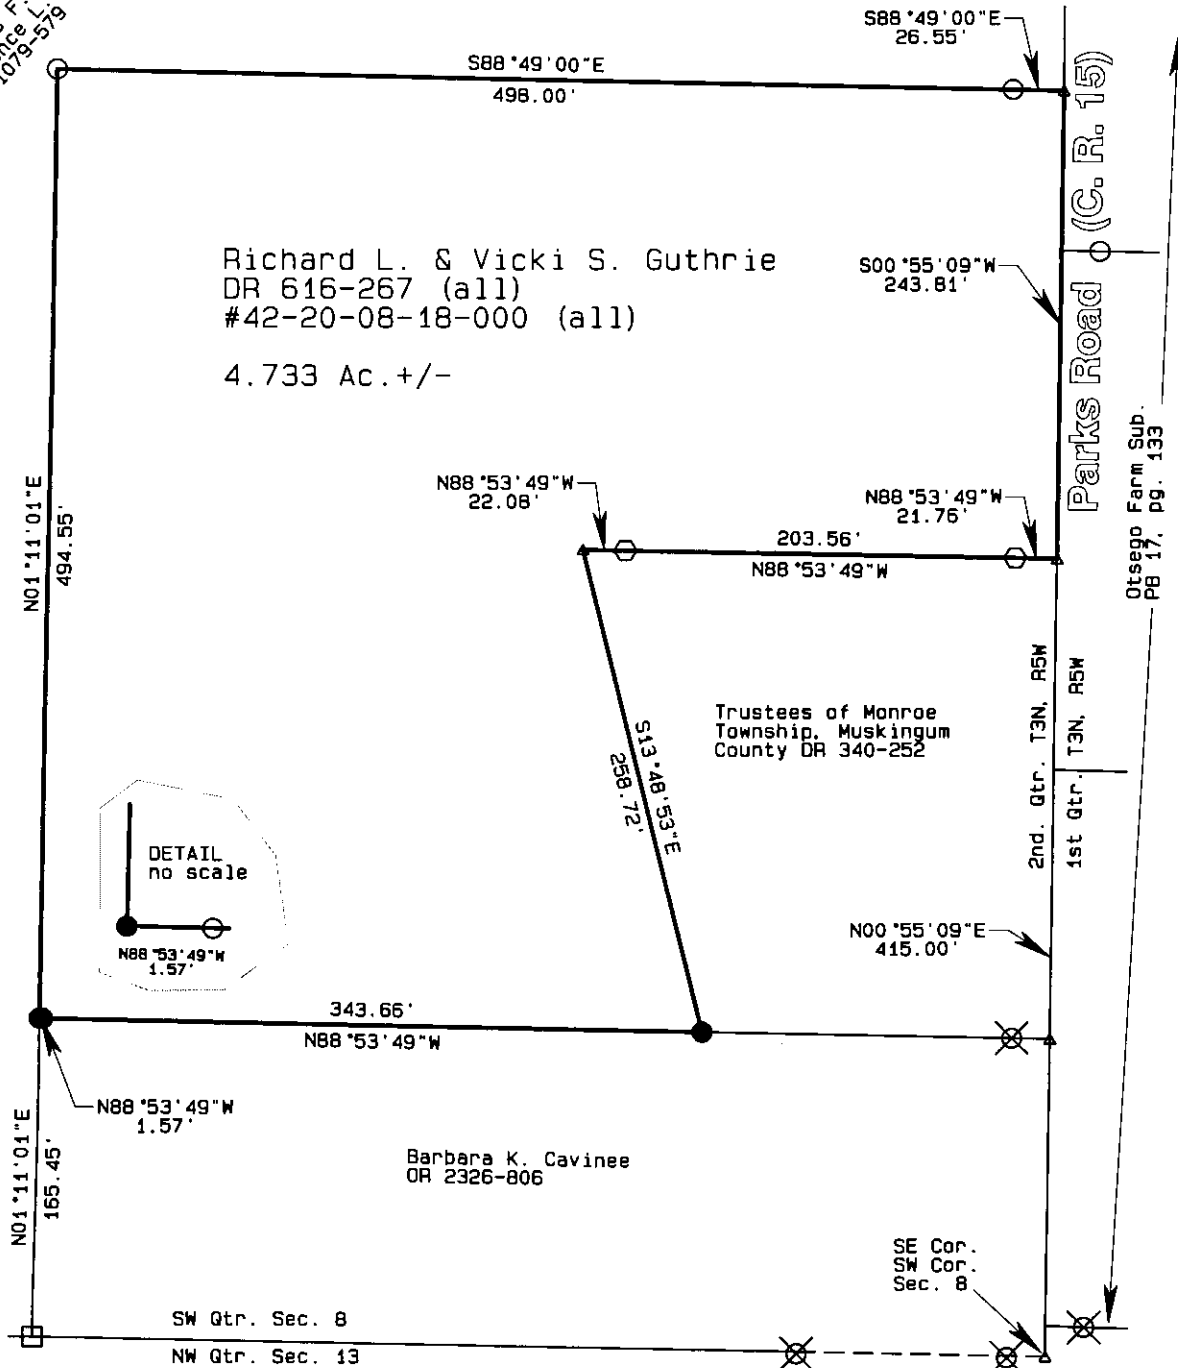 1079-579
S88°49'00"E
26.55'
S88°49'00"E
498.00'
Parks Road (C. R. 15)
Richard L. & Vicki S. Guthrie
DR 616-267 (all)
#42-20-08-18-000 (all)
4.733 Ac.+/-
S00°55'09"W
243.81'
N01°11'01"E
494.55'
N88°53'49"W
22.08'
N88°53'49"W
21.76'
203.56'
N88°53'49"W
Otsego Farm Sub.
PB 17, pg. 133
S13°48'53"E
258.72'
Trustees of Monroe
Township, Muskingum
County DR 340-252
2nd. Qtr. T3N, R5W
1st Qtr. T3N, R5W
DETAIL
no scale
N88°53'49"W
1.57'
N00°55'09"E
415.00'
343.66'
N88°53'49"W
N88°53'49"W
1.57'
N01°11'01"E
165.45'
Barbara K. Cavinee
OR 2326-806
SE Cor.
SW Cor.
Sec. 8
SW Qtr. Sec. 8
NW Qtr. Sec. 13